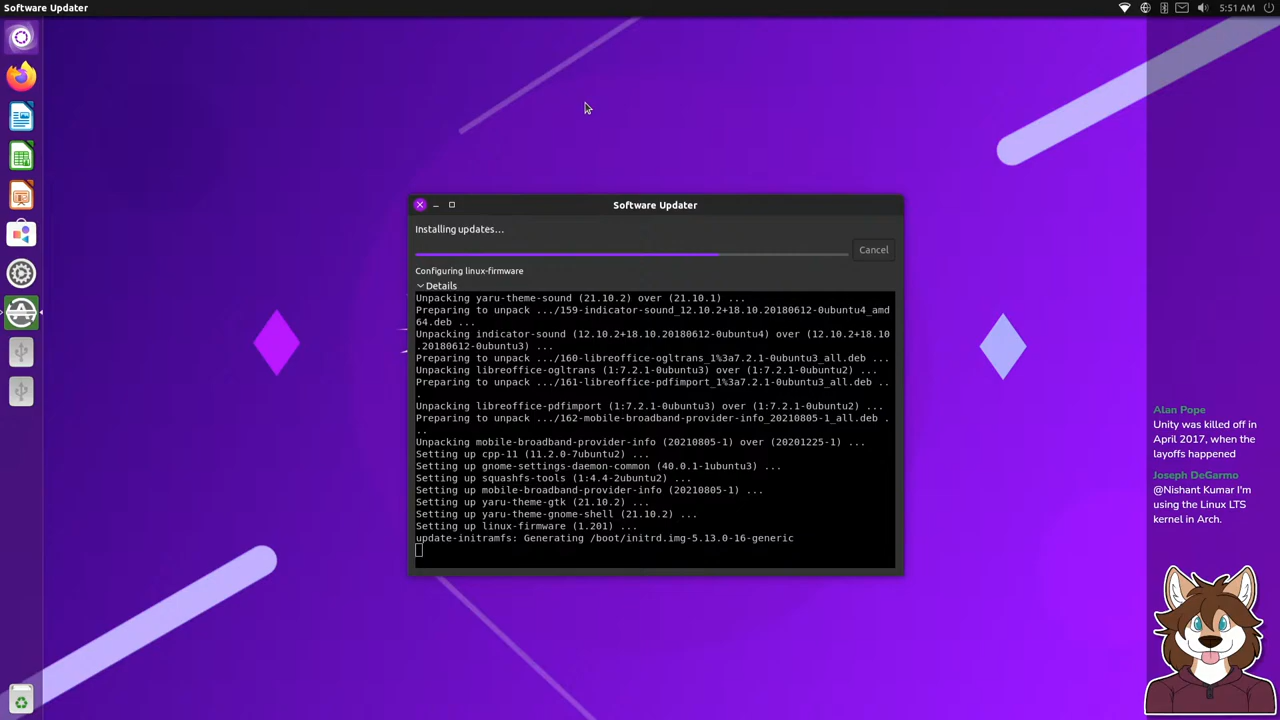 Software Updater
5:51 AM
Software Updater
Installing updates...
Cancel
Configuring linux-firmware
Details
Unpacking yaru-theme-sound (21.10.2) over (21.10.1) ...
Preparing to unpack .../159-indicator-sound_12.10.2+18.10.20180612-0ubuntu4_amd
64.deb ...
Unpacking indicator-sound (12.10.2+18.10.20180612-0ubuntu4) over (12.10.2+18.10
.20180612-0ubuntu3) ...
Preparing to unpack .../160-libreoffice-ogltrans_1%3a7.2.1-0ubuntu3_all.deb ...
Unpacking libreoffice-ogltrans (1:7.2.1-0ubuntu3) over (1:7.2.1-0ubuntu2) ...
Preparing to unpack .../161-libreoffice-pdfimport_1%3a7.2.1-0ubuntu3_all.deb ..
.
Unpacking libreoffice-pdfimport (1:7.2.1-0ubuntu3) over (1:7.2.1-0ubuntu2) ...
Preparing to unpack .../162-mobile-broadband-provider-info_20210805-1_all.deb .
..
Unpacking mobile-broadband-provider-info (20210805-1) over (20201225-1) ...
Setting up cpp-11 (11.2.0-7ubuntu2) ...
Setting up gnome-settings-daemon-common (40.0.1-1ubuntu3) ...
Setting up squashfs-tools (1:4.4-2ubuntu2) ...
Setting up mobile-broadband-provider-info (20210805-1) ...
Setting up yaru-theme-gtk (21.10.2) ...
Setting up yaru-theme-gnome-shell (21.10.2) ...
Setting up linux-firmware (1.201) ...
update-initramfs: Generating /boot/initrd.img-5.13.0-16-generic
Alan Pope
Unity was killed off in
April 2017, when the
layoffs happened
Joseph DeGarmo
@Nishant Kumar I'm
using the Linux LTS
kernel in Arch.